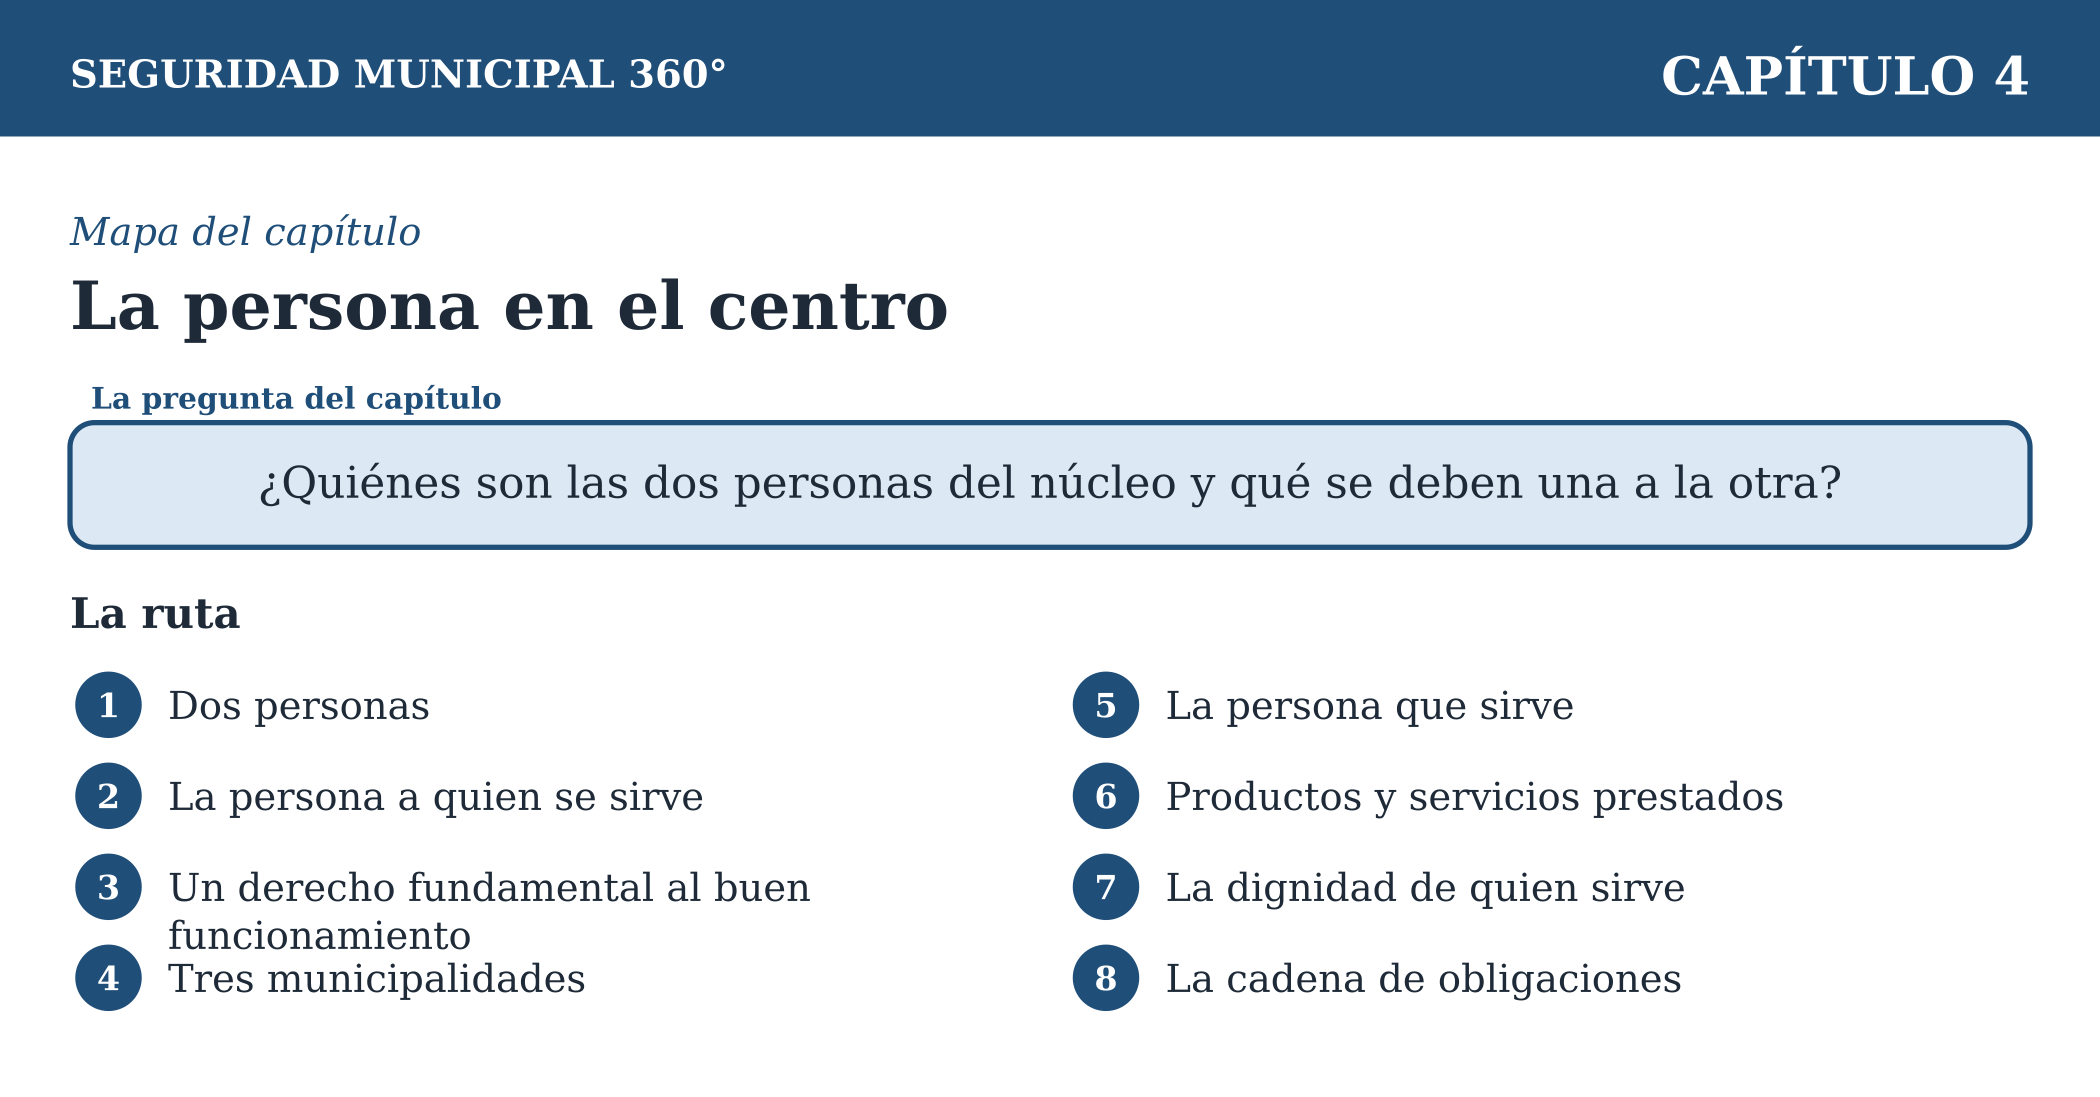 SEGURIDAD MUNICIPAL 360°
CAPÍTULO 4
Mapa del capítulo
La persona en el centro
La pregunta del capítulo
¿Quiénes son las dos personas del núcleo y qué se deben una a la otra?
La ruta
1 Dos personas
2 La persona a quien se sirve
3 Un derecho fundamental al buen
funcionamiento
4 Tres municipalidades
5 La persona que sirve
6 Productos y servicios prestados
7 La dignidad de quien sirve
8 La cadena de obligaciones